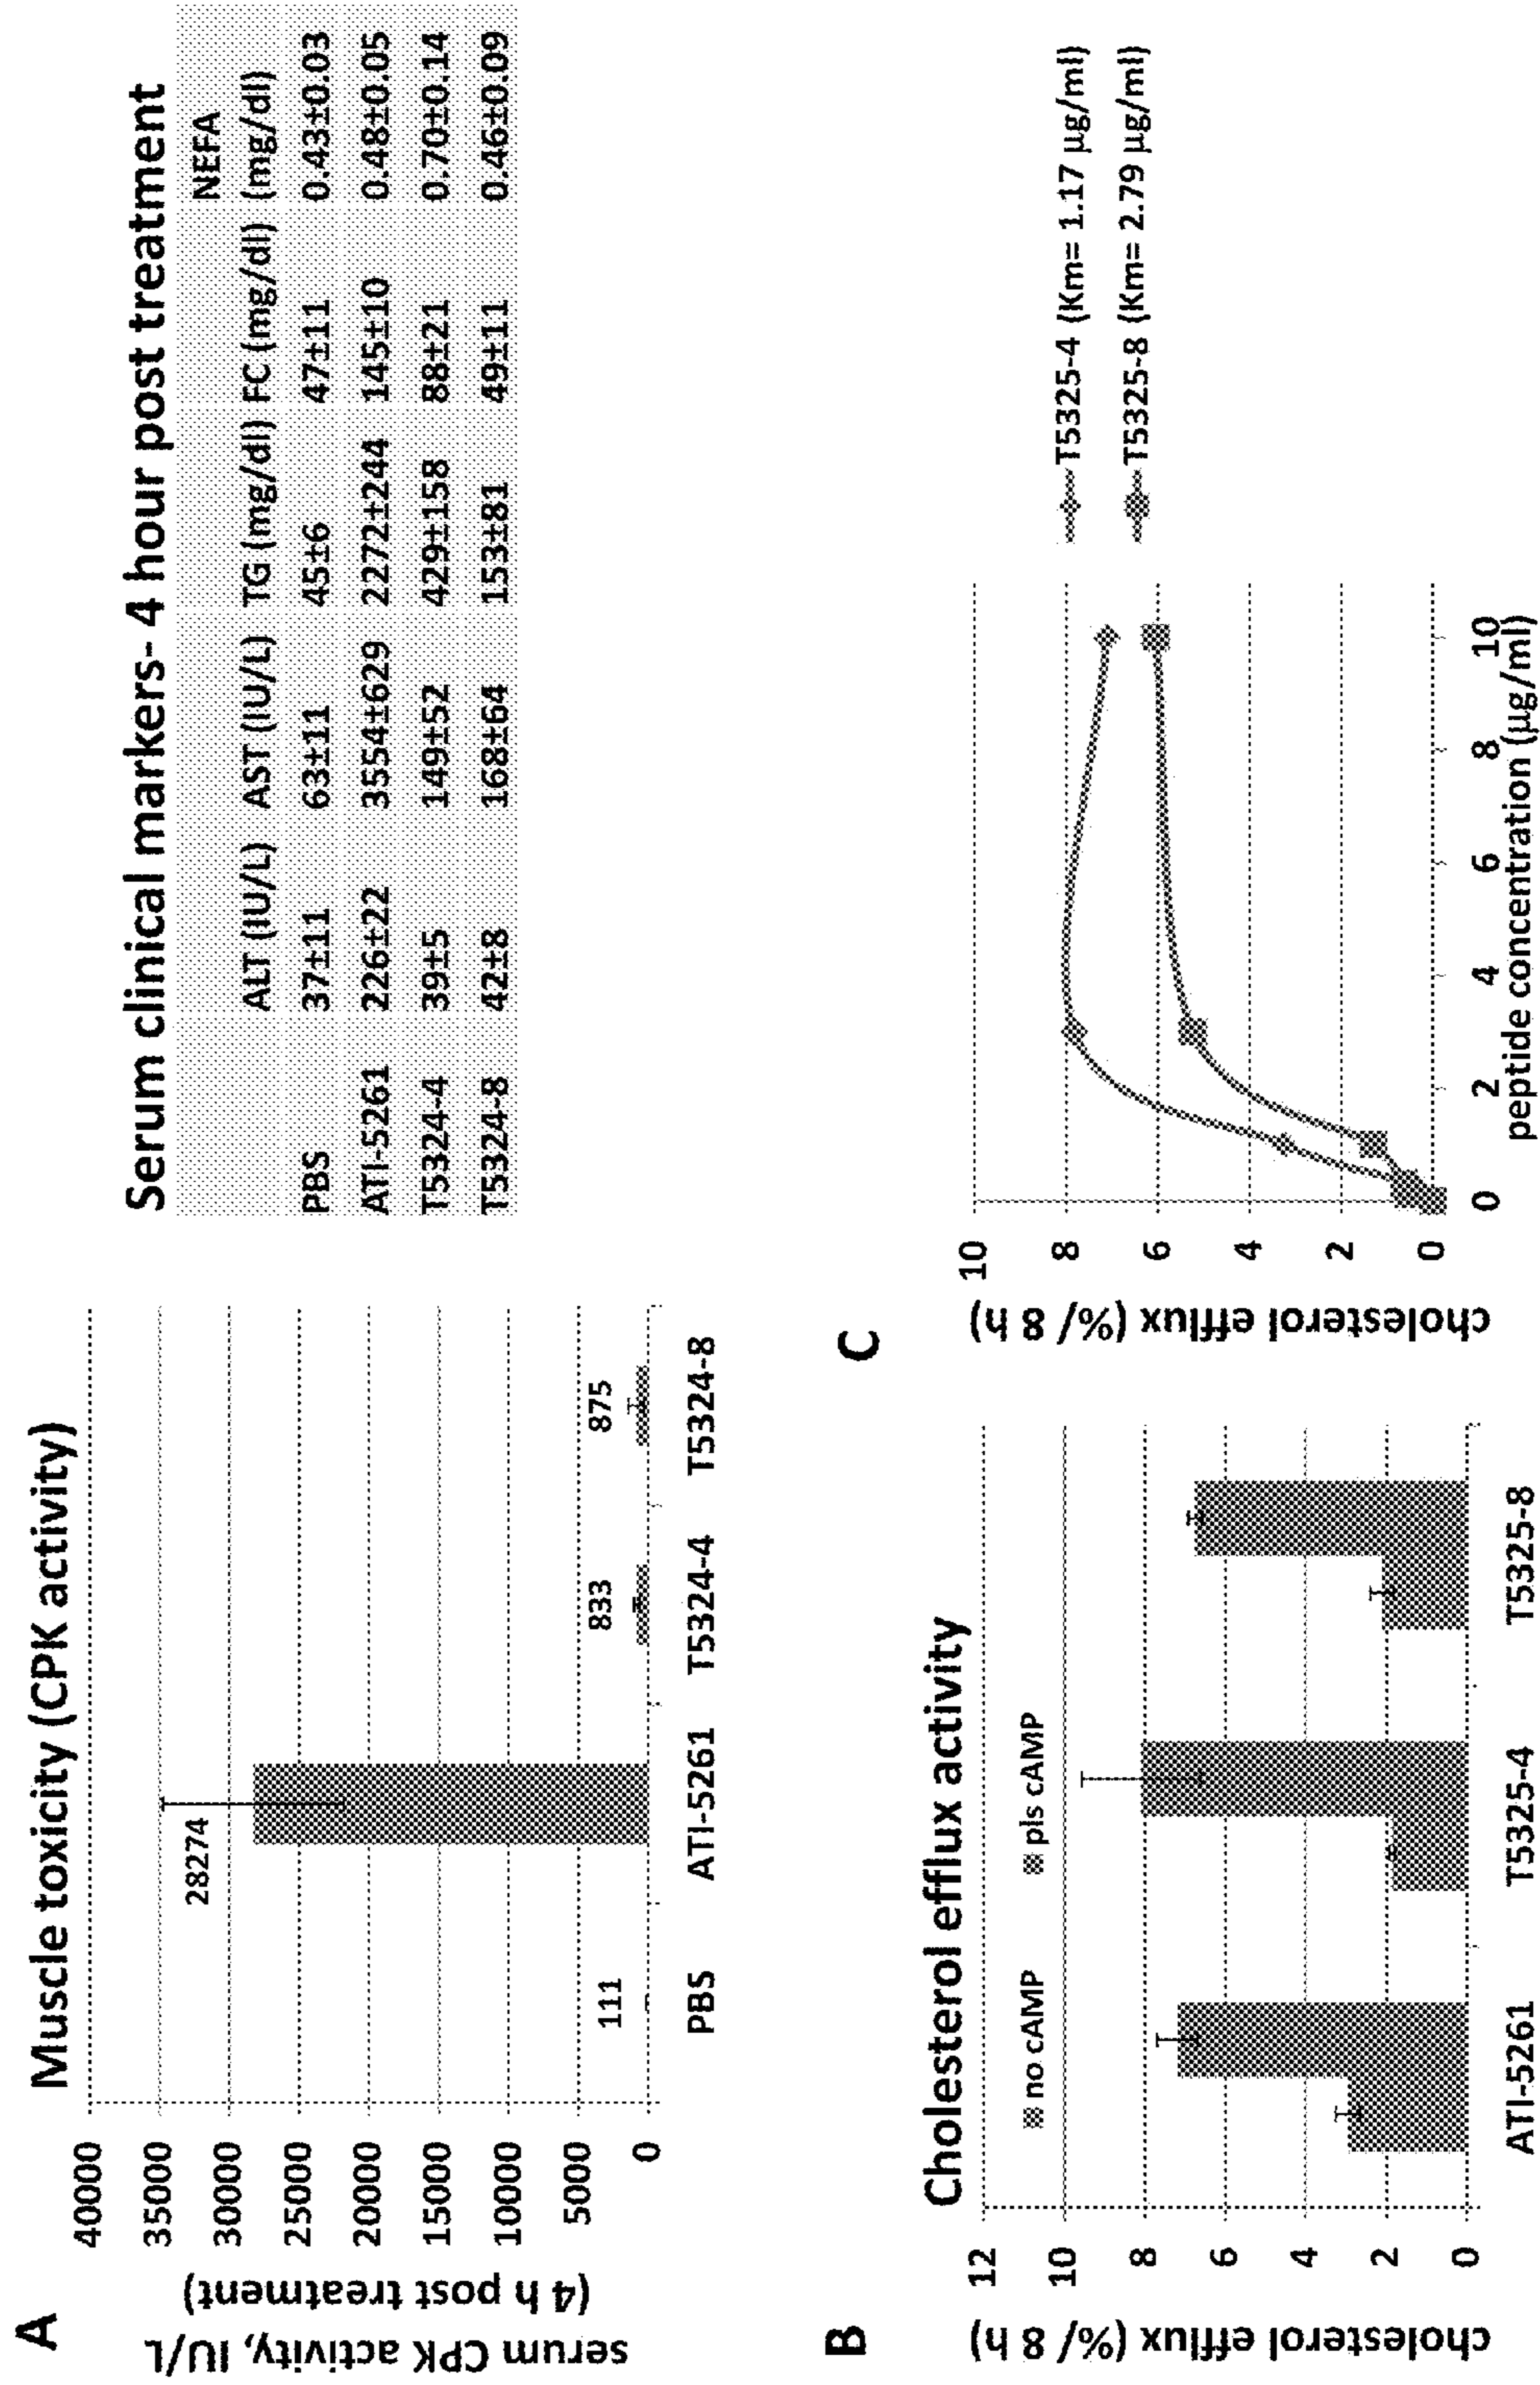 A
Muscle toxicity (CPK activity)
serum CPK activity, IU/L
(4 h post treatment)
40000
35000
30000
25000
20000
15000
10000
5000
0
111
28274
833
875
PBS ATI-5261 T5324-4 T5324-8
Serum clinical markers- 4 hour post treatment
NEFA
ALT (IU/L) AST (IU/L) TG (mg/dl) FC (mg/dl) (mg/dl)
PBS 37±11 63±11 45±6 47±11 0.43±0.03
ATI-5261 226±22 3554±629 2272±244 145±10 0.48±0.05
T5324-4 39±5 149±52 429±158 88±21 0.70±0.14
T5324-8 42±8 168±64 153±81 49±11 0.46±0.09
B
Cholesterol efflux activity
cholesterol efflux (%/ 8 h)
12
10
8
6
4
2
0
no cAMP pls cAMP
ATI-5261 T5325-4 T5325-8
C
cholesterol efflux (%/ 8 h)
10
8
6
4
2
0
0 2 4 6 8 10
peptide concentration (µg/ml)
T5325-4 (Km= 1.17 µg/ml)
T5325-8 (Km= 2.79 µg/ml)